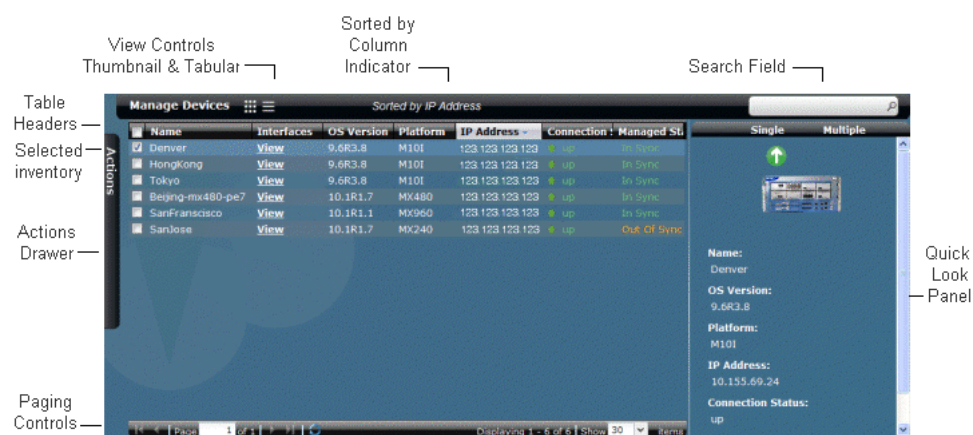 Sorted by
Column
Indicator
View Controls
Thumbnail & Tabular
Search Field
Table
Headers
Manage Devices
Sorted by IP Address
Name Interfaces OS Version Platform IP Address Connection S Managed Sta
Single Multiple
Selected
inventory
Actions
Denver View 9.6R3.8 M10I 123.123.123.123 up In Sync
HongKong View 9.6R3.8 M10I 123.123.123.123 up In Sync
Tokyo View 9.6R3.8 M10I 123.123.123.123 up In Sync
Beijing-mx480-pe7 View 10.1R1.7 MX480 123.123.123.123 up In Sync
SanFranscisco View 10.1R1.1 MX960 123.123.123.123 up In Sync
SanJose View 10.1R1.7 MX240 123.123.123.123 up Out Of Sync
Actions
Drawer
Name:
Denver
OS Version:
9.6R3.8
Platform:
M10I
IP Address:
10.155.69.24
Connection Status:
up
Quick
Look
Panel
Paging
Controls
Page 1 of 1 Displaying 1 - 6 of 6 Show 30 items